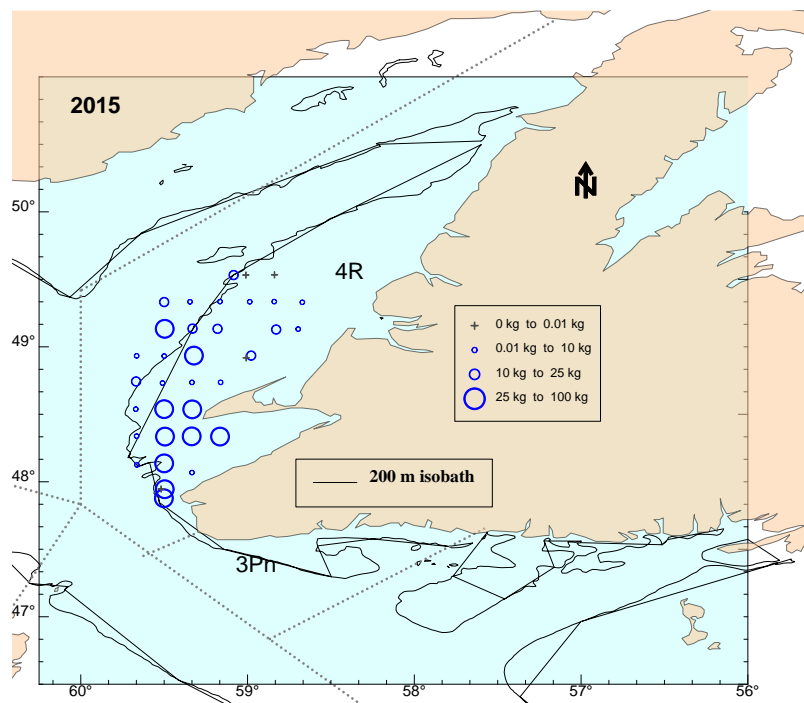 2015
N
50°
4R
0 kg to 0.01 kg
49°
0.01 kg to 10 kg
10 kg to 25 kg
25 kg to 100 kg
200 m isobath
48°
3Pn
47°
60° 59° 58° 57° 56°